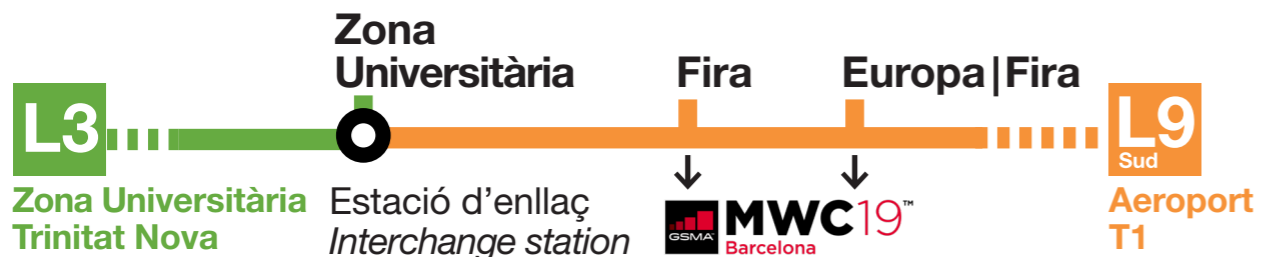 Zona
Universitària
Fira
Europa|Fira
L3
L9
Sud
Zona Universitària
Trinitat Nova
Estació d'enllaç
Interchange station
GSMA
MWC19™
Barcelona
Aeroport
T1